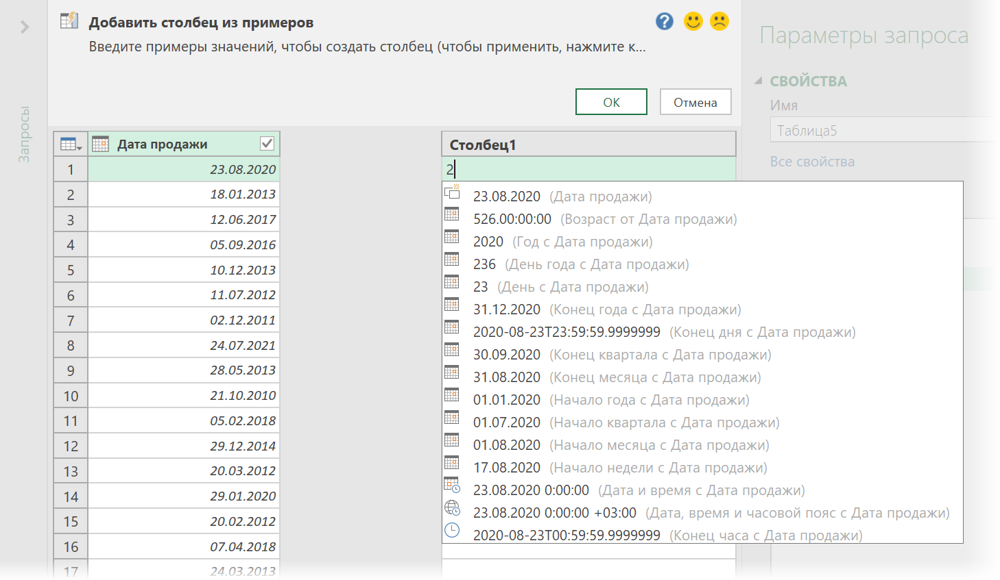 Запросы
Добавить столбец из примеров
Введите примеры значений, чтобы создать столбец (чтобы применить, нажмите к...
?
ОК
Отмена
Параметры запроса
СВОЙСТВА
Имя
Таблица5
Все свойства
Дата продажи
Столбец1
1 23.08.2020
2 18.01.2013
3 12.06.2017
4 05.09.2016
5 10.12.2013
6 11.07.2012
7 02.12.2011
8 24.07.2021
9 28.05.2013
10 21.10.2010
11 05.02.2018
12 29.12.2014
13 20.03.2012
14 29.01.2020
15 20.02.2012
16 07.04.2018
17 24.03.2013
2
23.08.2020 (Дата продажи)
526.00:00:00 (Возраст от Дата продажи)
2020 (Год с Дата продажи)
236 (День года с Дата продажи)
23 (День с Дата продажи)
31.12.2020 (Конец года с Дата продажи)
2020-08-23T23:59:59.9999999 (Конец дня с Дата продажи)
30.09.2020 (Конец квартала с Дата продажи)
31.08.2020 (Конец месяца с Дата продажи)
01.01.2020 (Начало года с Дата продажи)
01.07.2020 (Начало квартала с Дата продажи)
01.08.2020 (Начало месяца с Дата продажи)
17.08.2020 (Начало недели с Дата продажи)
23.08.2020 0:00:00 (Дата и время с Дата продажи)
23.08.2020 0:00:00 +03:00 (Дата, время и часовой пояс с Дата продажи)
2020-08-23T00:59:59.9999999 (Конец часа с Дата продажи)